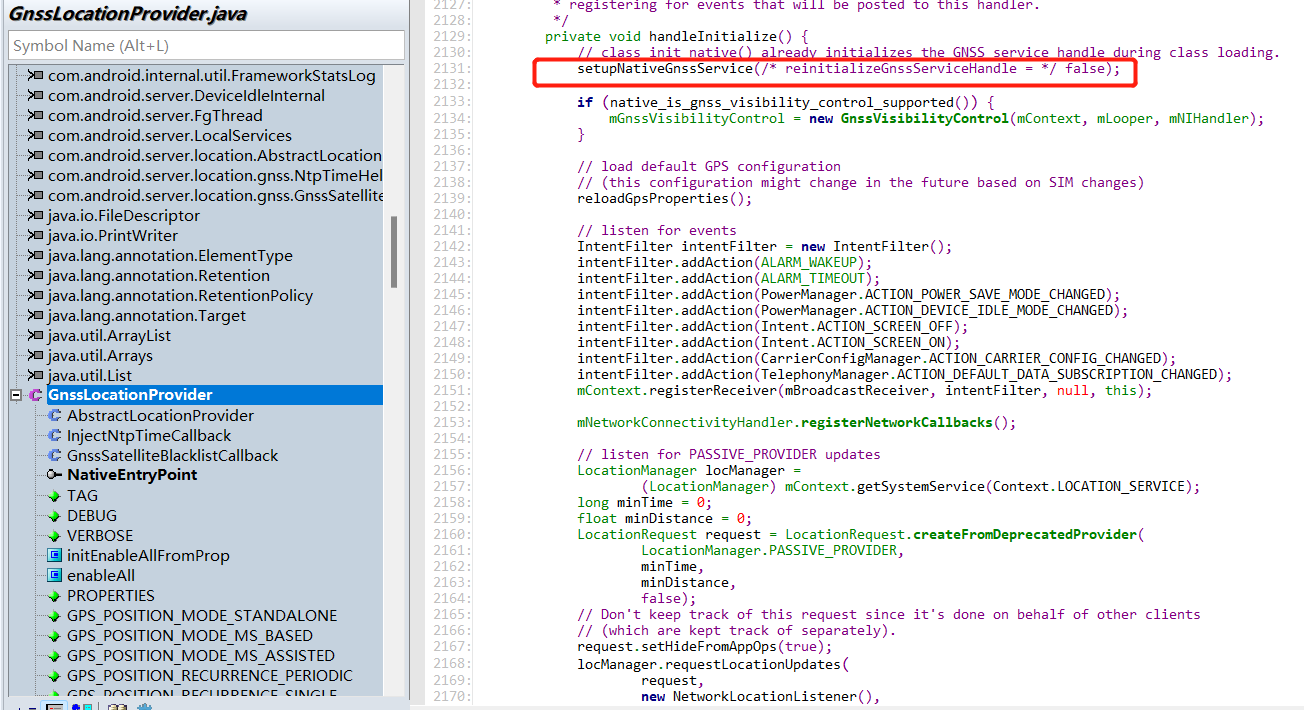 GnssLocationProvider.java
Symbol Name (Alt+L)
com.android.internal.util.FrameworkStatsLog
com.android.server.DeviceIdleInternal
com.android.server.FgThread
com.android.server.LocalServices
com.android.server.location.AbstractLocation
com.android.server.location.gnss.NtpTimeHel
com.android.server.location.gnss.GnssSatellite
java.io.FileDescriptor
java.io.PrintWriter
java.lang.annotation.ElementType
java.lang.annotation.Retention
java.lang.annotation.RetentionPolicy
java.lang.annotation.Target
java.util.ArrayList
java.util.Arrays
java.util.List
GnssLocationProvider
AbstractLocationProvider
InjectNtpTimeCallback
GnssSatelliteBlacklistCallback
NativeEntryPoint
TAG
DEBUG
VERBOSE
initEnableAllFromProp
enableAll
PROPERTIES
GPS_POSITION_MODE_STANDALONE
GPS_POSITION_MODE_MS_BASED
GPS_POSITION_MODE_MS_ASSISTED
GPS_POSITION_RECURRENCE_PERIODIC
GPS_POSITION_RECURRENCE_SINGLE
2127: * registering for events that will be posted to this handler.
2128: */
2129: private void handleInitialize() {
2130: // class_init_native() already initializes the GNSS service handle during class loading.
2131: setupNativeGnssService(/* reinitializeGnssServiceHandle = */ false);
2132:
2133: if (native_is_gnss_visibility_control_supported()) {
2134: mGnssVisibilityControl = new GnssVisibilityControl(mContext, mLooper, mNIHandler);
2135: }
2136:
2137: // load default GPS configuration
2138: // (this configuration might change in the future based on SIM changes)
2139: reloadGpsProperties();
2140:
2141: // listen for events
2142: IntentFilter intentFilter = new IntentFilter();
2143: intentFilter.addAction(ALARM_WAKEUP);
2144: intentFilter.addAction(ALARM_TIMEOUT);
2145: intentFilter.addAction(PowerManager.ACTION_POWER_SAVE_MODE_CHANGED);
2146: intentFilter.addAction(PowerManager.ACTION_DEVICE_IDLE_MODE_CHANGED);
2147: intentFilter.addAction(Intent.ACTION_SCREEN_OFF);
2148: intentFilter.addAction(Intent.ACTION_SCREEN_ON);
2149: intentFilter.addAction(CarrierConfigManager.ACTION_CARRIER_CONFIG_CHANGED);
2150: intentFilter.addAction(TelephonyManager.ACTION_DEFAULT_DATA_SUBSCRIPTION_CHANGED);
2151: mContext.registerReceiver(mBroadcastReceiver, intentFilter, null, this);
2152:
2153: mNetworkConnectivityHandler.registerNetworkCallbacks();
2154:
2155: // listen for PASSIVE_PROVIDER updates
2156: LocationManager locManager =
2157: (LocationManager) mContext.getSystemService(Context.LOCATION_SERVICE);
2158: long minTime = 0;
2159: float minDistance = 0;
2160: LocationRequest request = LocationRequest.createFromDeprecatedProvider(
2161: LocationManager.PASSIVE_PROVIDER,
2162: minTime,
2163: minDistance,
2164: false);
2165: // Don't keep track of this request since it's done on behalf of other clients
2166: // (which are kept track of separately).
2167: request.setHideFromAppOps(true);
2168: locManager.requestLocationUpdates(
2169: request,
2170: new NetworkLocationListener(),